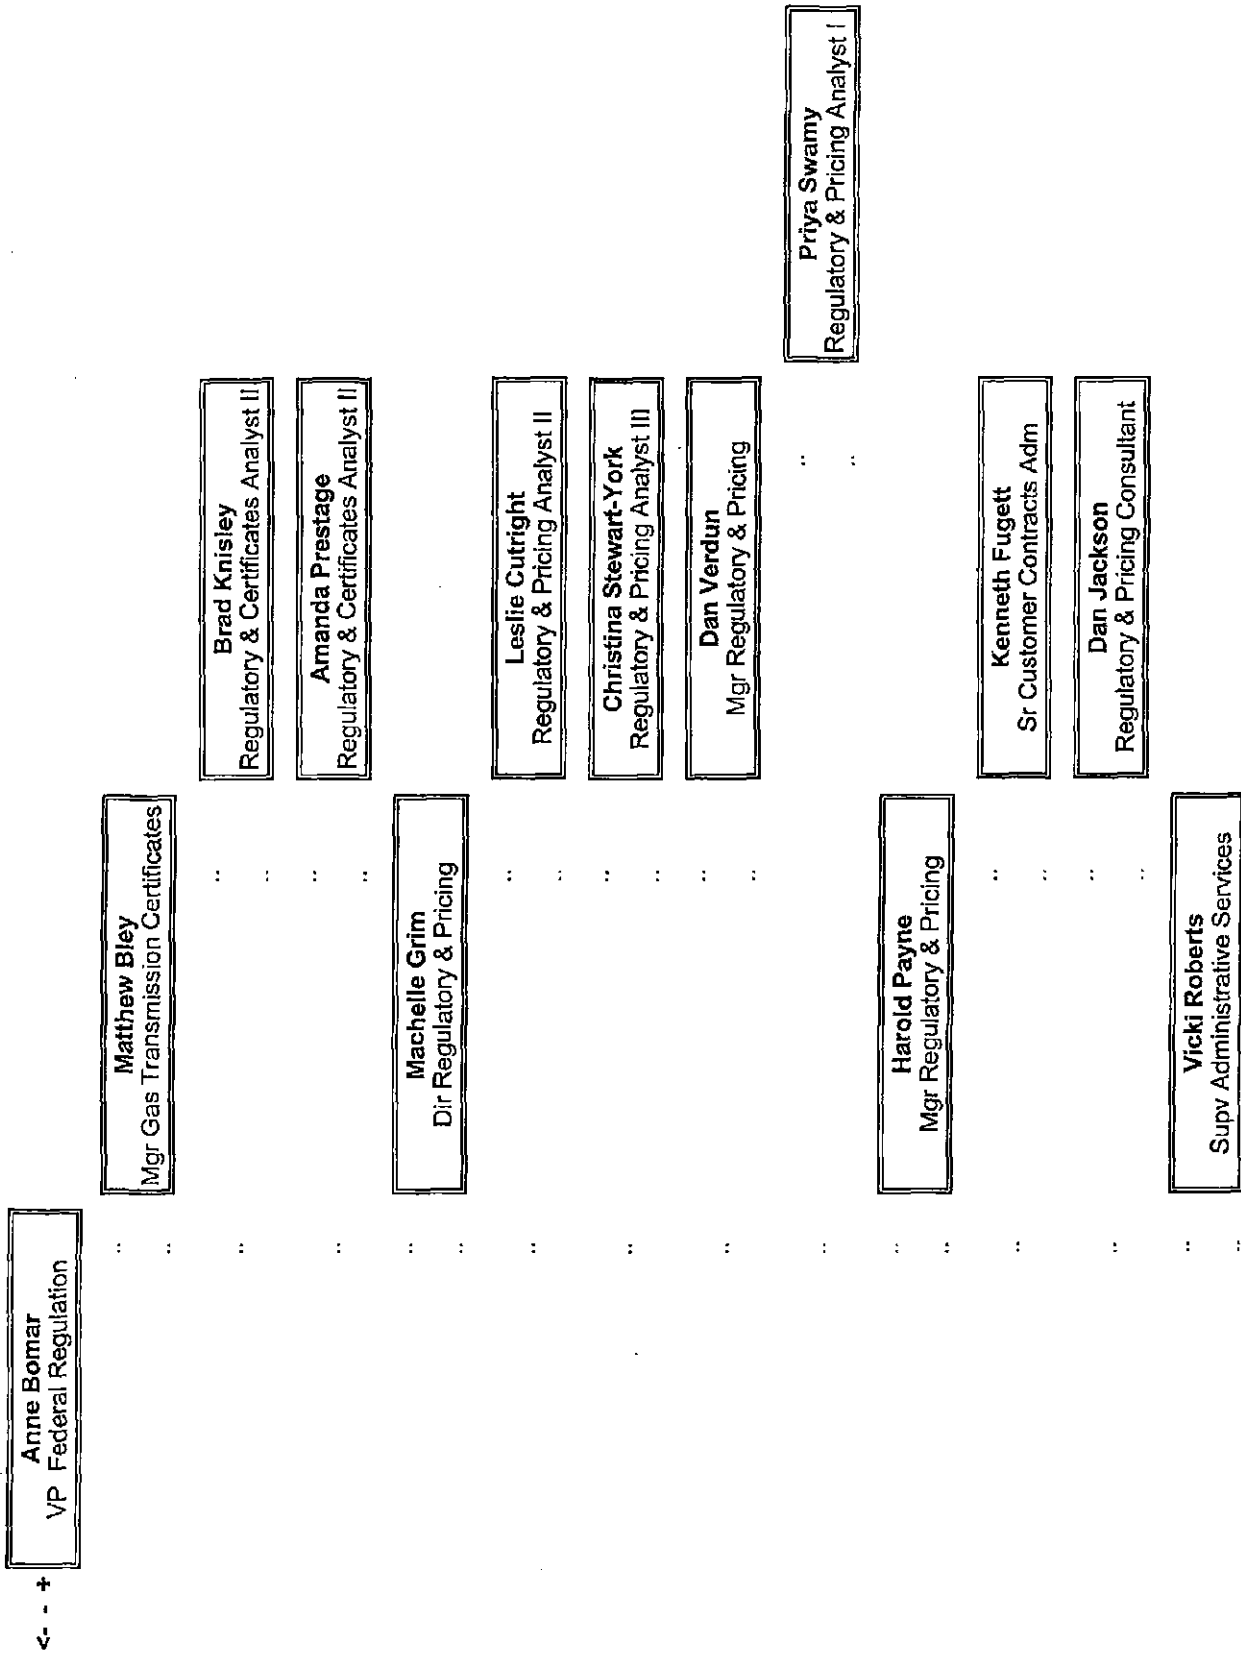 <- - +
Anne Bomar
VP Federal Regulation
Matthew Bley
Mgr Gas Transmission Certificates
Brad Knisley
Regulatory & Certificates Analyst II
Amanda Prestage
Regulatory & Certificates Analyst II
Machelle Grim
Dir Regulatory & Pricing
Leslie Cutright
Regulatory & Pricing Analyst II
Christina Stewart-York
Regulatory & Pricing Analyst III
Dan Verdun
Mgr Regulatory & Pricing
Priya Swamy
Regulatory & Pricing Analyst I
Harold Payne
Mgr Regulatory & Pricing
Kenneth Fugett
Sr Customer Contracts Adm
Dan Jackson
Regulatory & Pricing Consultant
Vicki Roberts
Supv Administrative Services